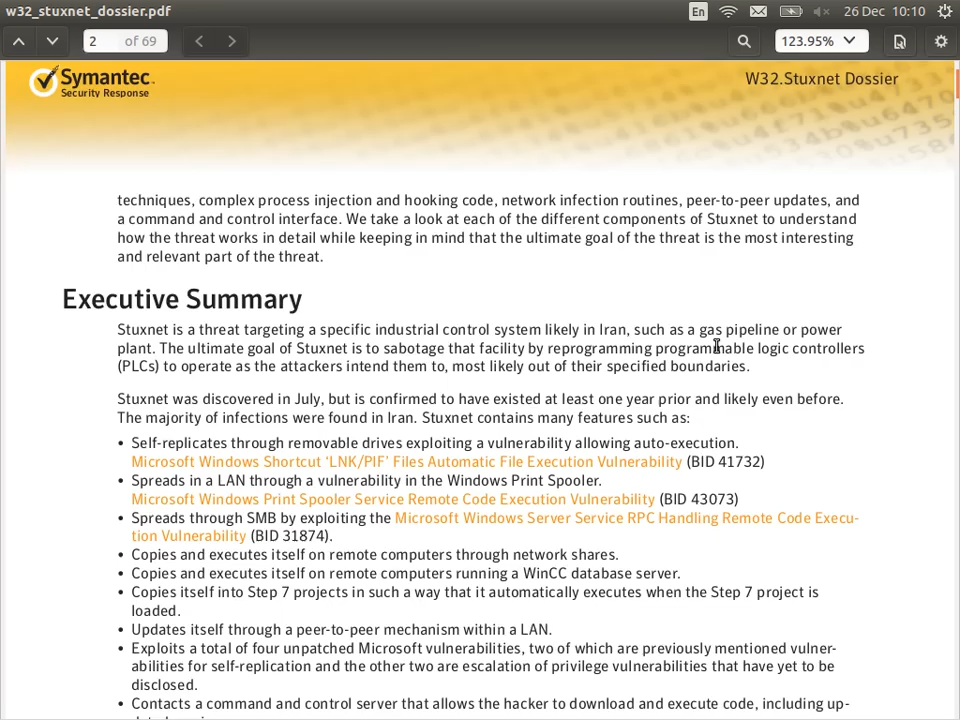 w32_stuxnet_dossier.pdf
En
26 Dec 10:10
2 of 69
123.95%
Symantec.
Security Response
W32.Stuxnet Dossier
techniques, complex process injection and hooking code, network infection routines, peer-to-peer updates, and
a command and control interface. We take a look at each of the different components of Stuxnet to understand
how the threat works in detail while keeping in mind that the ultimate goal of the threat is the most interesting
and relevant part of the threat.
Executive Summary
Stuxnet is a threat targeting a specific industrial control system likely in Iran, such as a gas pipeline or power
plant. The ultimate goal of Stuxnet is to sabotage that facility by reprogramming programmable logic controllers
(PLCs) to operate as the attackers intend them to, most likely out of their specified boundaries.
Stuxnet was discovered in July, but is confirmed to have existed at least one year prior and likely even before.
The majority of infections were found in Iran. Stuxnet contains many features such as:
• Self-replicates through removable drives exploiting a vulnerability allowing auto-execution.
Microsoft Windows Shortcut ‘LNK/PIF’ Files Automatic File Execution Vulnerability (BID 41732)
• Spreads in a LAN through a vulnerability in the Windows Print Spooler.
Microsoft Windows Print Spooler Service Remote Code Execution Vulnerability (BID 43073)
• Spreads through SMB by exploiting the Microsoft Windows Server Service RPC Handling Remote Code Execu-
tion Vulnerability (BID 31874).
• Copies and executes itself on remote computers through network shares.
• Copies and executes itself on remote computers running a WinCC database server.
• Copies itself into Step 7 projects in such a way that it automatically executes when the Step 7 project is
loaded.
• Updates itself through a peer-to-peer mechanism within a LAN.
• Exploits a total of four unpatched Microsoft vulnerabilities, two of which are previously mentioned vulner-
abilities for self-replication and the other two are escalation of privilege vulnerabilities that have yet to be
disclosed.
• Contacts a command and control server that allows the hacker to download and execute code, including up-